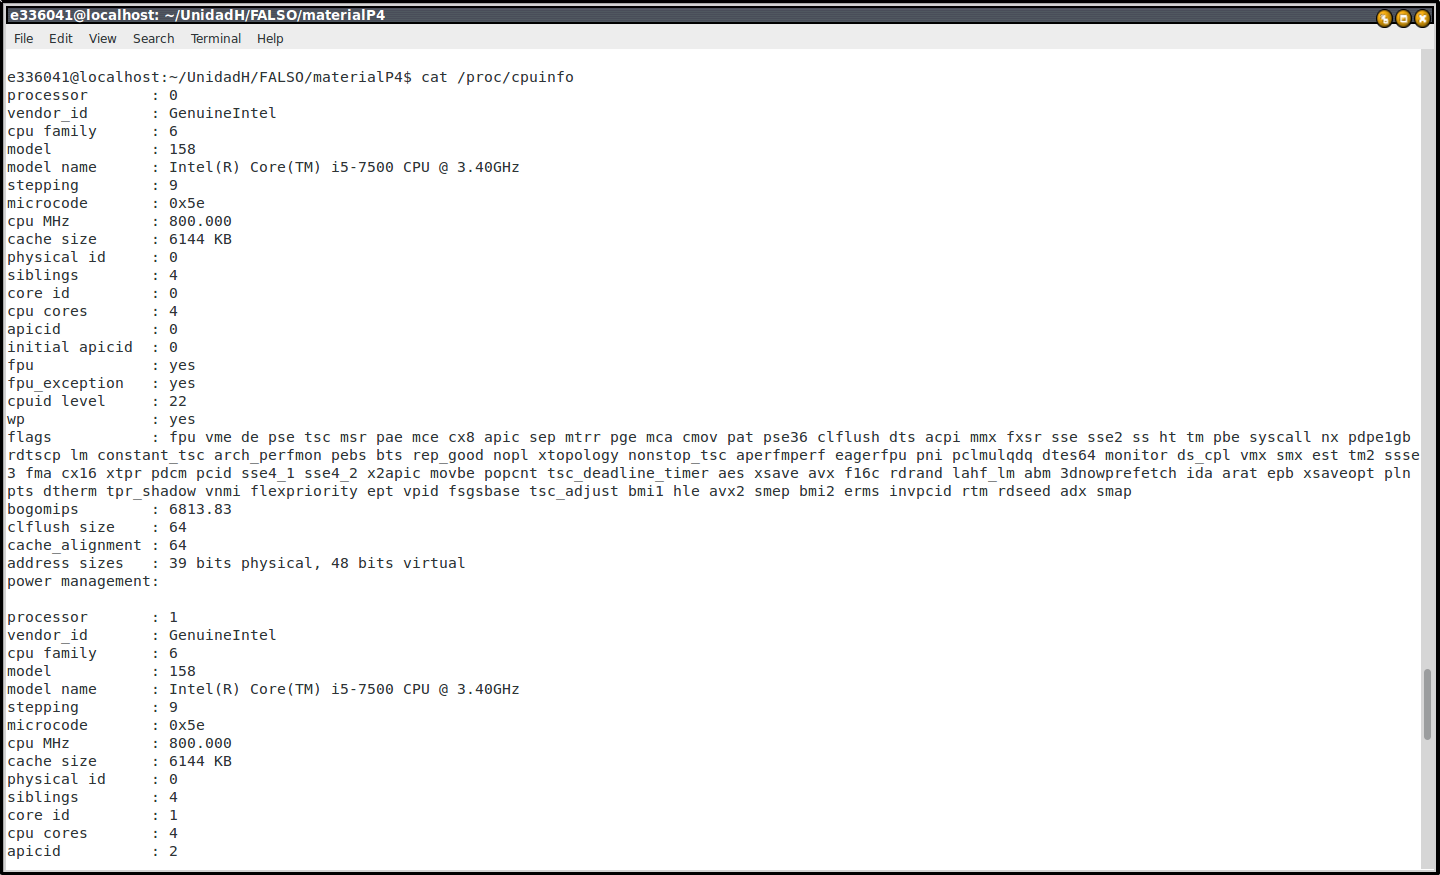 e336041@localhost: ~/UnidadH/FALSO/materialP4
File Edit View Search Terminal Help
e336041@localhost:~/UnidadH/FALSO/materialP4$ cat /proc/cpuinfo
processor : 0
vendor_id : GenuineIntel
cpu family : 6
model : 158
model name : Intel(R) Core(TM) i5-7500 CPU @ 3.40GHz
stepping : 9
microcode : 0x5e
cpu MHz : 800.000
cache size : 6144 KB
physical id : 0
siblings : 4
core id : 0
cpu cores : 4
apicid : 0
initial apicid : 0
fpu : yes
fpu_exception : yes
cpuid level : 22
wp : yes
flags : fpu vme de pse tsc msr pae mce cx8 apic sep mtrr pge mca cmov pat pse36 clflush dts acpi mmx fxsr sse sse2 ss ht tm pbe syscall nx pdpe1gb
rdtscp lm constant_tsc arch_perfmon pebs bts rep_good nopl xtopology nonstop_tsc aperfmperf eagerfpu pni pclmulqdq dtes64 monitor ds_cpl vmx smx est tm2 ssse
3 fma cx16 xtpr pdcm pcid sse4_1 sse4_2 x2apic movbe popcnt tsc_deadline_timer aes xsave avx f16c rdrand lahf_lm abm 3dnowprefetch ida arat epb xsaveopt pln
pts dtherm tpr_shadow vnmi flexpriority ept vpid fsgsbase tsc_adjust bmi1 hle avx2 smep bmi2 erms invpcid rtm rdseed adx smap
bogomips : 6813.83
clflush size : 64
cache_alignment : 64
address sizes : 39 bits physical, 48 bits virtual
power management:
processor : 1
vendor_id : GenuineIntel
cpu family : 6
model : 158
model name : Intel(R) Core(TM) i5-7500 CPU @ 3.40GHz
stepping : 9
microcode : 0x5e
cpu MHz : 800.000
cache size : 6144 KB
physical id : 0
siblings : 4
core id : 1
cpu cores : 4
apicid : 2